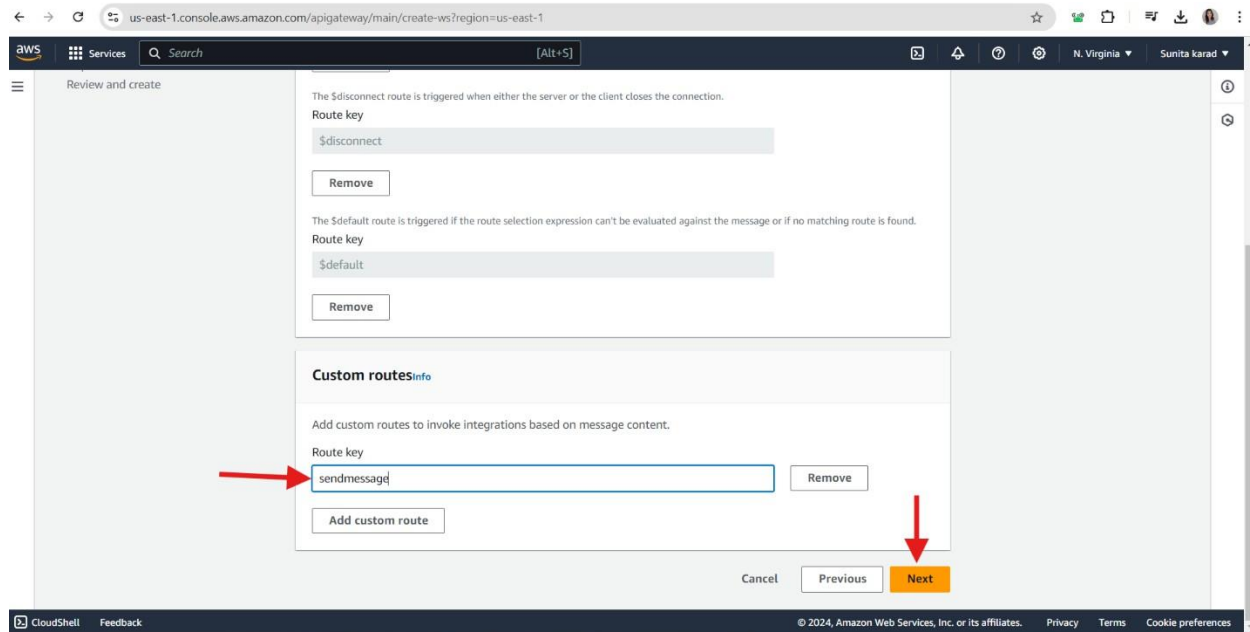 us-east-1.console.aws.amazon.com/apigateway/main/create-ws?region=us-east-1
aws Services Search [Alt+S] N. Virginia Sunita karad
Review and create
The $disconnect route is triggered when either the server or the client closes the connection.
Route key
$disconnect
Remove
The $default route is triggered if the route selection expression can't be evaluated against the message or if no matching route is found.
Route key
$default
Remove
Custom routes Info
Add custom routes to invoke integrations based on message content.
Route key
sendmessage Remove
Add custom route
Cancel Previous Next
CloudShell Feedback © 2024, Amazon Web Services, Inc. or its affiliates. Privacy Terms Cookie preferences